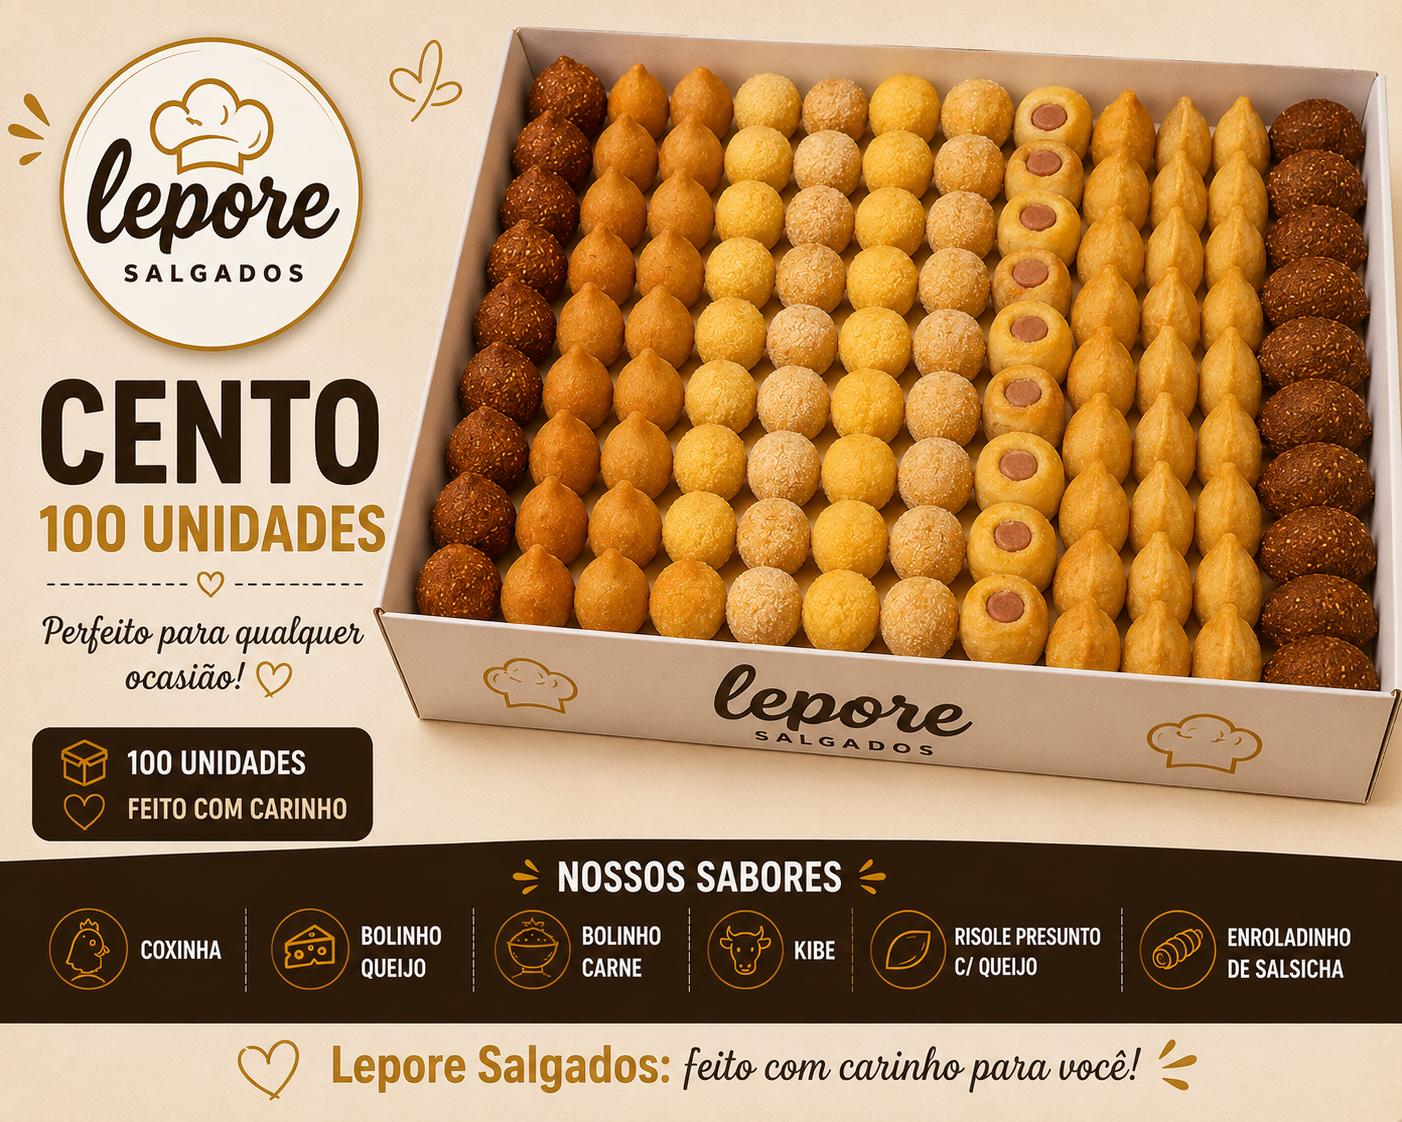 lepore
SALGADOS
CENTO
100 UNIDADES
Perfeito para qualquer
ocasião!
100 UNIDADES
FEITO COM CARINHO
lepore
SALGADOS
NOSSOS SABORES
COXINHA
BOLINHO
QUEIJO
BOLINHO
CARNE
KIBE
RISOLE PRESUNTO
C/ QUEIJO
ENROLADINHO
DE SALSICHA
Lepore Salgados: feito com carinho para você!